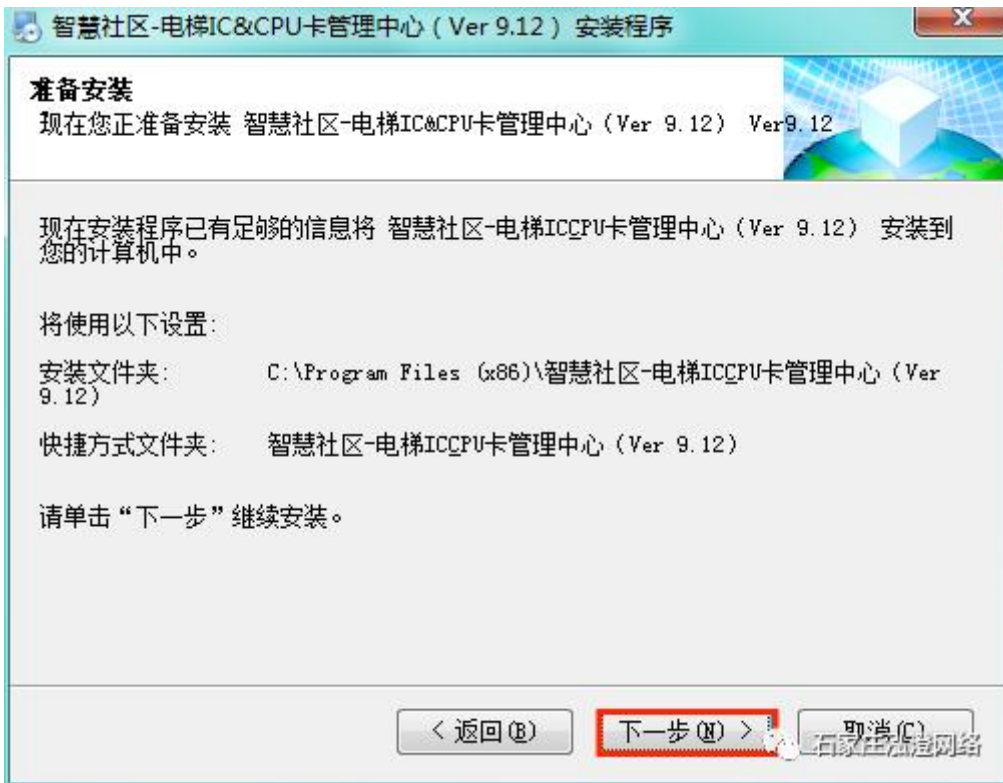 智慧社区-电梯IC&CPU卡管理中心（Ver 9.12）安装程序
准备安装
现在您正准备安装 智慧社区-电梯IC&CPU卡管理中心（Ver 9.12） Ver9.12
现在安装程序已有足够的信息将 智慧社区-电梯ICCPU卡管理中心（Ver 9.12） 安装到
您的计算机中。
将使用以下设置:
安装文件夹: C:\Program Files (x86)\智慧社区-电梯ICCPU卡管理中心（Ver
9.12）
快捷方式文件夹: 智慧社区-电梯ICCPU卡管理中心（Ver 9.12）
请单击“下一步”继续安装。
< 返回(B) 下一步(N) > 取消(C)
石家庄泓澄网络